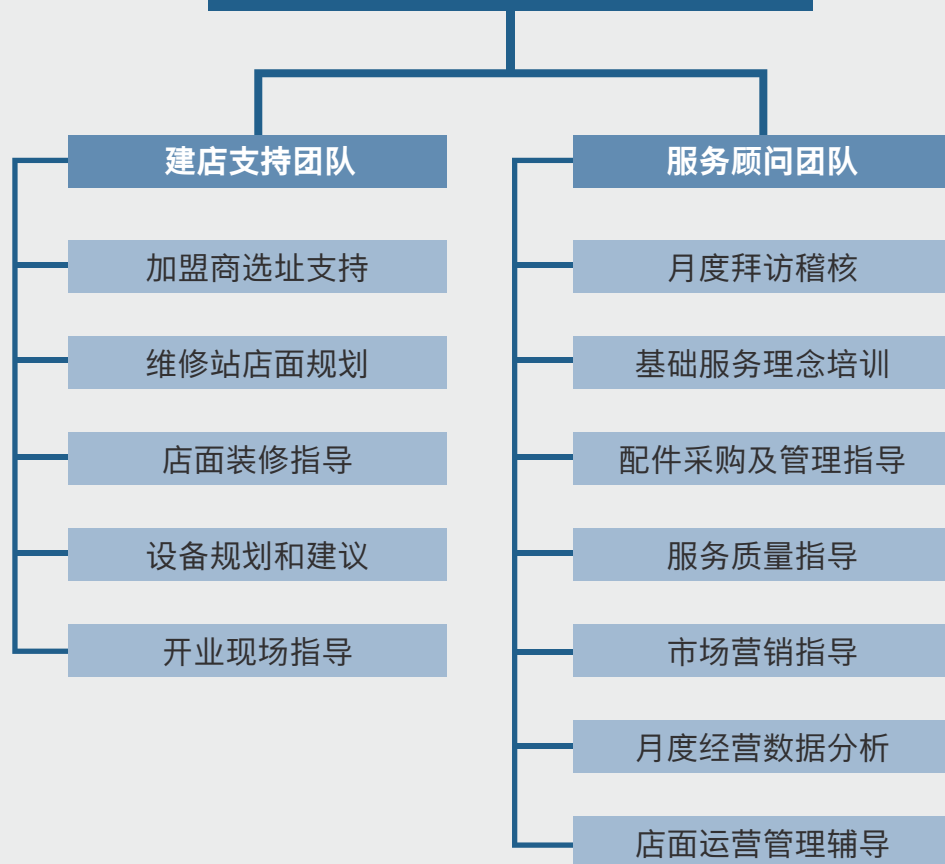 建店支持团队
加盟商选址支持
维修站店面规划
店面装修指导
设备规划和建议
开业现场指导
服务顾问团队
月度拜访稽核
基础服务理念培训
配件采购及管理指导
服务质量指导
市场营销指导
月度经营数据分析
店面运营管理辅导